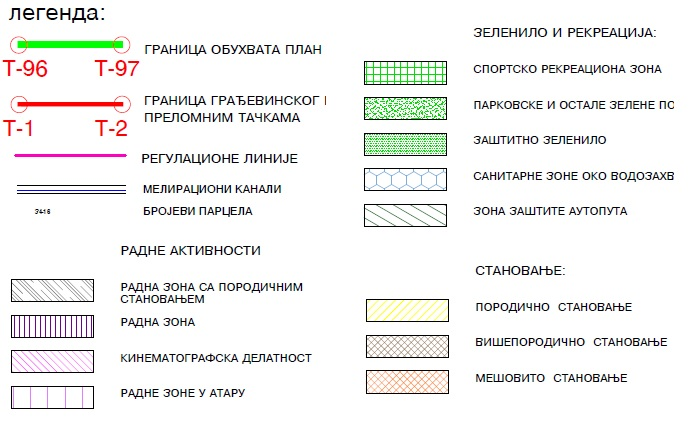 легенда:
ГРАНИЦА ОБУХВАТА ПЛАН
Т-96 Т-97
ГРАНИЦА ГРАЂЕВИНСКОГ
ПРЕЛОМНИМ ТАЧКАМА
Т-1 Т-2
РЕГУЛАЦИОНЕ ЛИНИЈЕ
МЕЛИРАЦИОНИ КАНАЛИ
БРОЈЕВИ ПАРЦЕЛА
РАДНЕ АКТИВНОСТИ
РАДНА ЗОНА СА ПОРОДИЧНИМ
СТАНОВАЊЕМ
РАДНА ЗОНА
КИНЕМАТОГРАФСКА ДЕЛАТНОСТ
РАДНЕ ЗОНЕ У АТАРУ
ЗЕЛЕНИЛО И РЕКРЕАЦИЈА:
СПОРТСКО РЕКРЕАЦИОНА ЗОНА
ПАРКОВСКЕ И ОСТАЛЕ ЗЕЛЕНЕ ПО
ЗАШТИТНО ЗЕЛЕНИЛО
САНИТАРНЕ ЗОНЕ ОКО ВОДОЗАХВ
ЗОНА ЗАШТИТЕ АУТОПУТА
СТАНОВАЊЕ:
ПОРОДИЧНО СТАНОВАЊЕ
ВИШЕПОРОДИЧНО СТАНОВАЊЕ
МЕШОВИТО СТАНОВАЊЕ